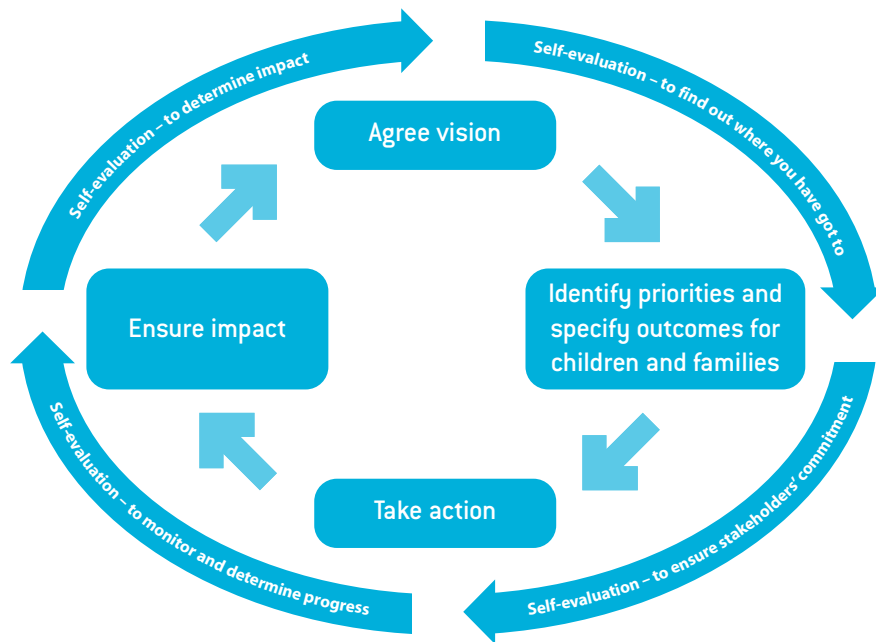 Self-evaluation – to determine impact
Self-evaluation – to find out where you have got to
Agree vision
Ensure impact
Identify priorities and
specify outcomes for
children and families
Take action
Self-evaluation – to monitor and determine progress
Self-evaluation – to ensure stakeholders’ commitment